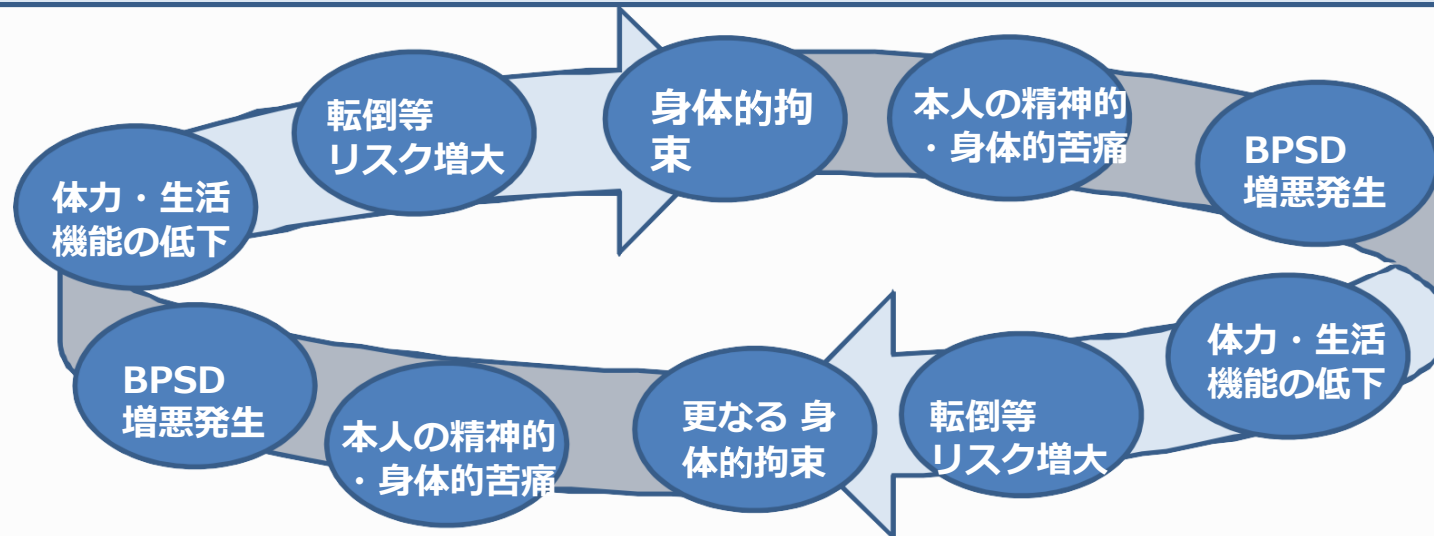 転倒等
リスク増大
身体的拘
束
本人の精神的
・身体的苦痛
BPSD
増悪発生
体力・生活
機能の低下
体力・生活
機能の低下
転倒等
リスク増大
更なる 身
体的拘束
本人の精神的
・身体的苦痛
BPSD
増悪発生